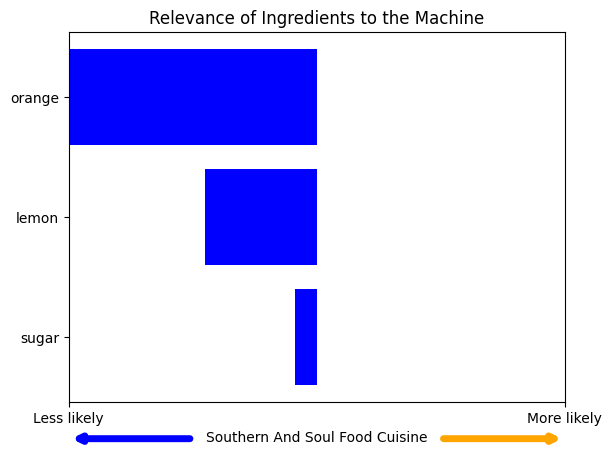 Relevance of Ingredients to the Machine
orange
lemon
sugar
Less likely
More likely
Southern And Soul Food Cuisine